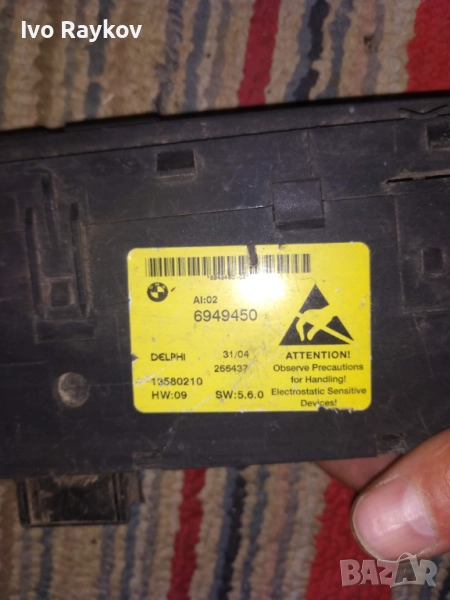 Ivo Raykov
AI:02
6949450
DELPHI 31/04
266437
13580210
HW:09 SW:5.6.0
ATTENTION!
Observe Precautions
for Handling!
Electrostatic Sensitive
Devices!
BAZAR